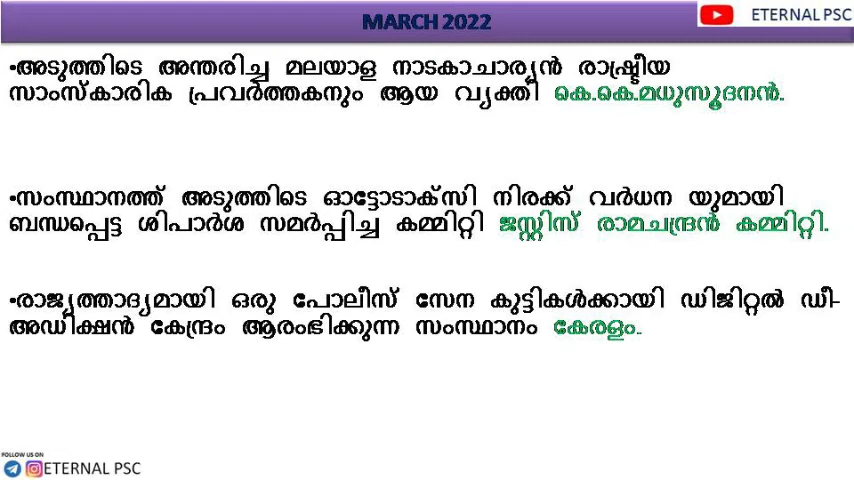 MARCH 2022
ETERNAL PSC
•അടുത്തിടെ അന്തരിച്ച മലയാള നാടകാചാര്യൻ രാഷ്ട്രീയ
സാംസ്കാരിക പ്രവർത്തകനും ആയ വ്യക്തി കെ.കെ.മധുസൂദനൻ.
•സംസ്ഥാനത്ത് അടുത്തിടെ ഓട്ടോടാക്സി നിരക്ക് വർധന യുമായി
ബന്ധപ്പെട്ട ശിപാർശ സമർപ്പിച്ച കമ്മിറ്റി ജസ്റ്റിസ് രാമചന്ദ്രൻ കമ്മിറ്റി.
•രാജ്യത്താദ്യമായി ഒരു പോലീസ് സേന കുട്ടികൾക്കായി ഡിജിറ്റൽ ഡീ-
അഡിക്ഷൻ കേന്ദ്രം ആരംഭിക്കുന്ന സംസ്ഥാനം കേരളം..
FOLLOW US ON
ETERNAL PSC